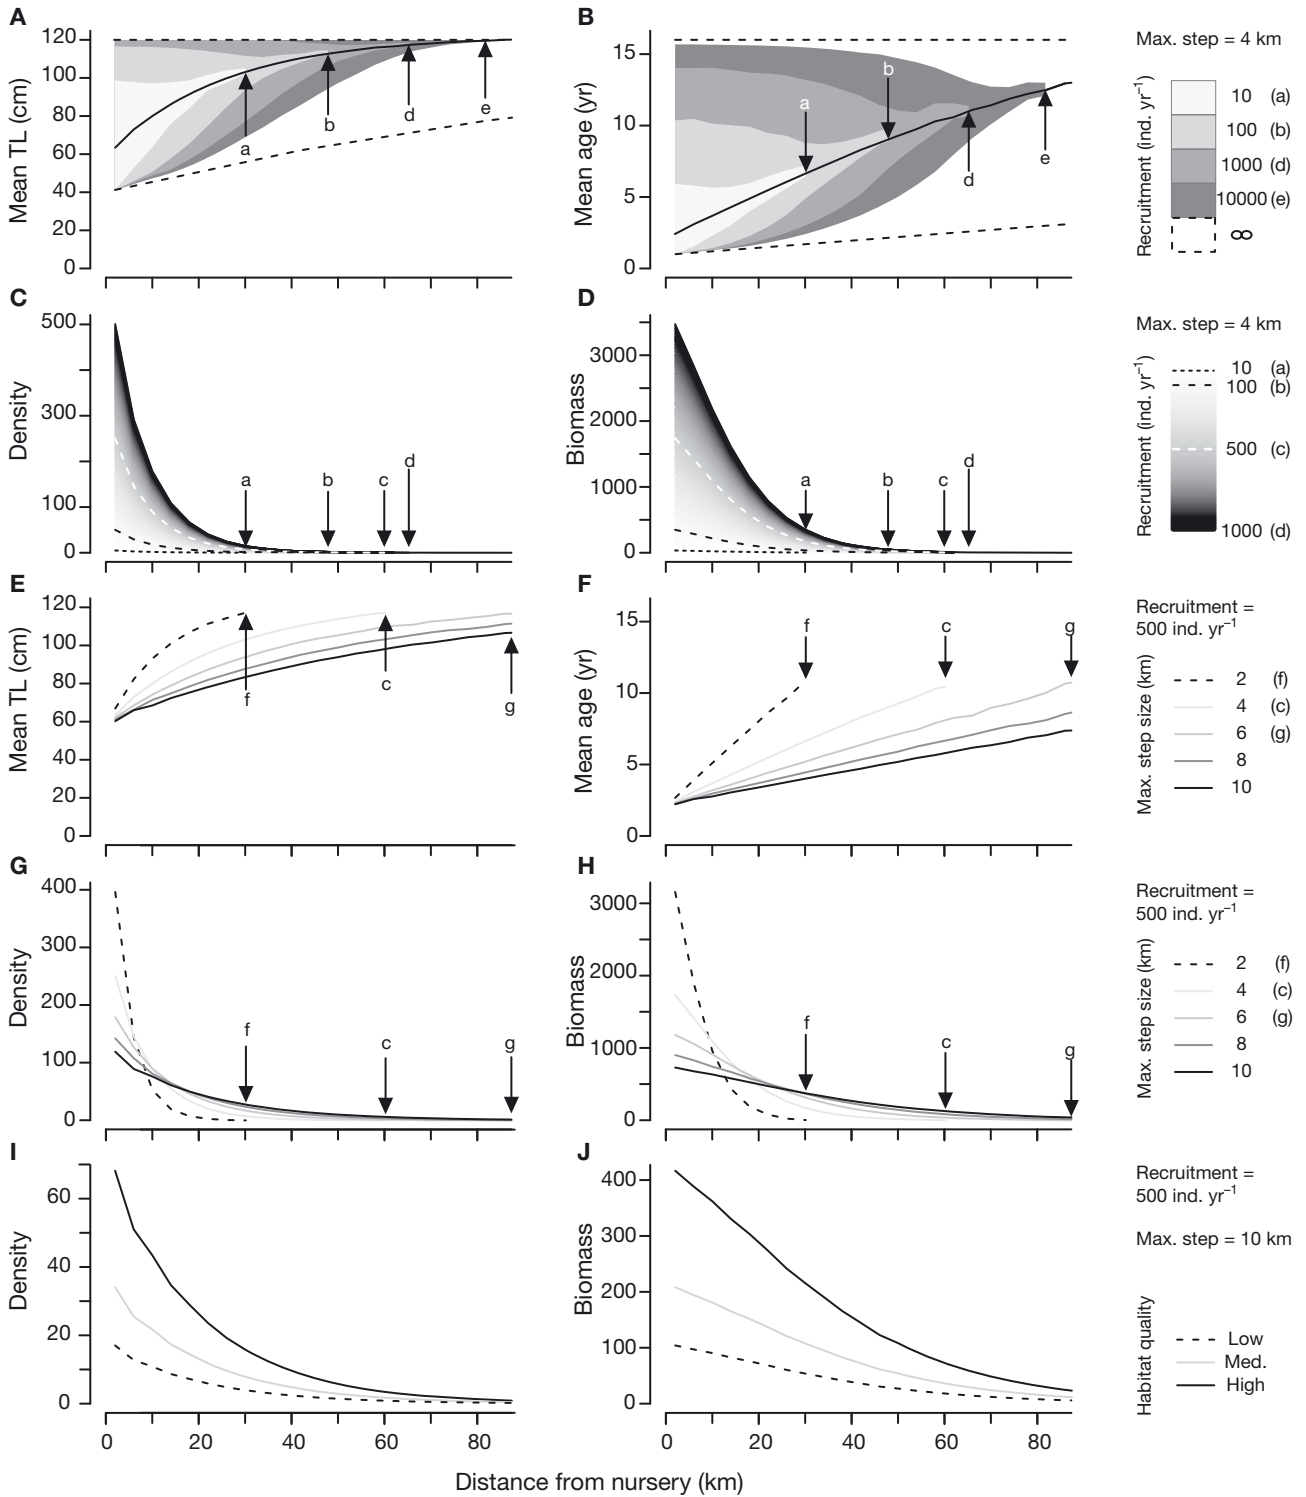 A
Mean TL (cm)
120
100
80
60
40
20
0
a
b
d
e
B
Mean age (yr)
15
10
5
0
a
b
d
e
Max. step = 4 km
Recruitment (ind. yr–1)
10 (a)
100 (b)
1000 (d)
10000 (e)
∞
C
Density
500
300
100
0
a
b
c
d
D
Biomass
3000
2000
1000
0
a
b
c
d
Max. step = 4 km
Recruitment (ind. yr–1)
10 (a)
100 (b)
500 (c)
1000 (d)
E
Mean TL (cm)
120
100
80
60
40
20
0
f
c
g
F
Mean age (yr)
15
10
5
0
f
c
g
Recruitment =
500 ind. yr–1
Max. step size (km)
2 (f)
4 (c)
6 (g)
8
10
G
Density
400
300
200
100
0
f
c
g
H
Biomass
3000
2000
1000
0
f
c
g
Recruitment =
500 ind. yr–1
Max. step size (km)
2 (f)
4 (c)
6 (g)
8
10
I
Density
60
40
20
0
0 20 40 60 80
J
Biomass
400
300
200
100
0
0 20 40 60 80
Recruitment =
500 ind. yr–1
Max. step = 10 km
Habitat quality
Low
Med.
High
Distance from nursery (km)